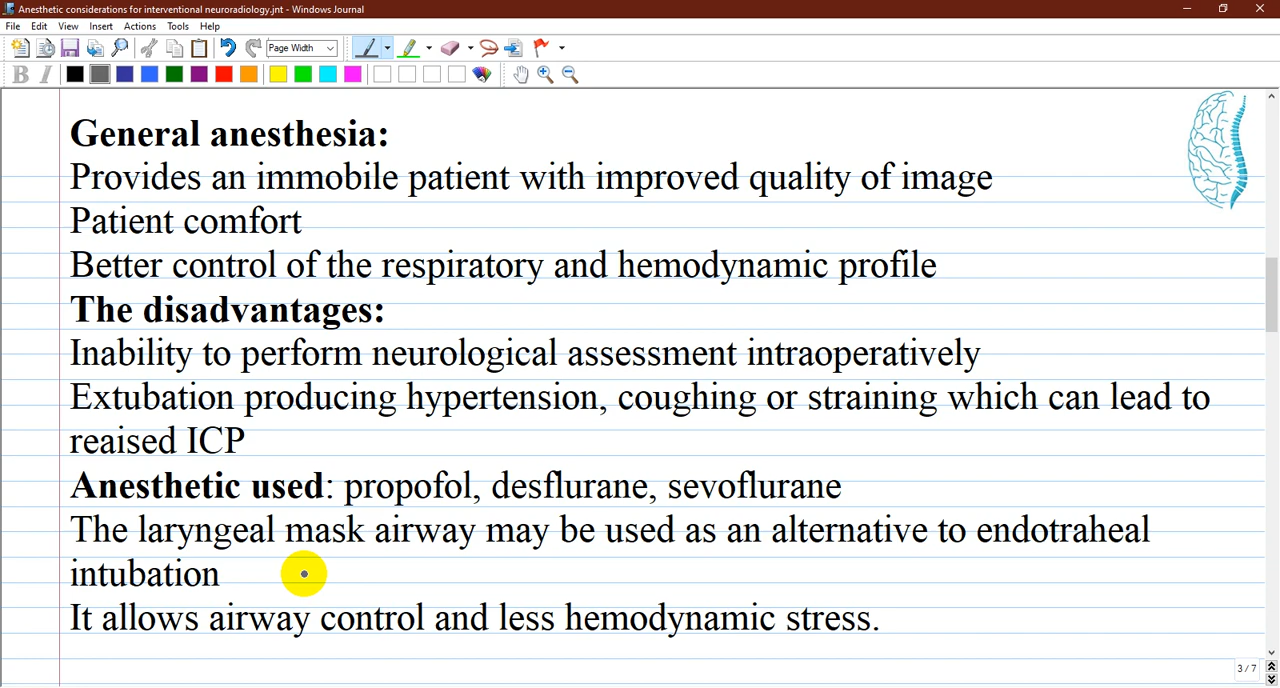 Anesthetic considerations for interventional neuroradiology.jnt - Windows Journal
File Edit View Insert Actions Tools Help
Page Width
B I
General anesthesia:
Provides an immobile patient with improved quality of image
Patient comfort
Better control of the respiratory and hemodynamic profile
The disadvantages:
Inability to perform neurological assessment intraoperatively
Extubation producing hypertension, coughing or straining which can lead to
reaised ICP
Anesthetic used: propofol, desflurane, sevoflurane
The laryngeal mask airway may be used as an alternative to endotraheal
intubation
It allows airway control and less hemodynamic stress.
3 / 7